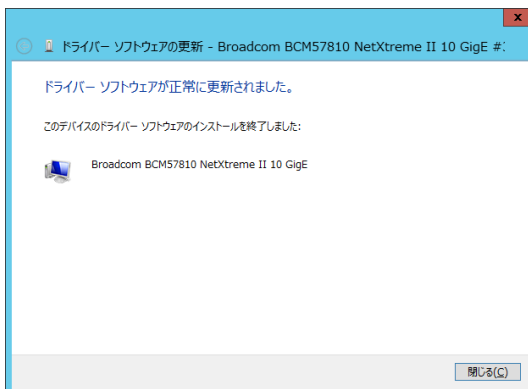 ドライバー ソフトウェアの更新 - Broadcom BCM57810 NetXtreme II 10 GigE #:
ドライバー ソフトウェアが正常に更新されました。
このデバイスのドライバー ソフトウェアのインストールを終了しました:
Broadcom BCM57810 NetXtreme II 10 GigE
閉じる(C)